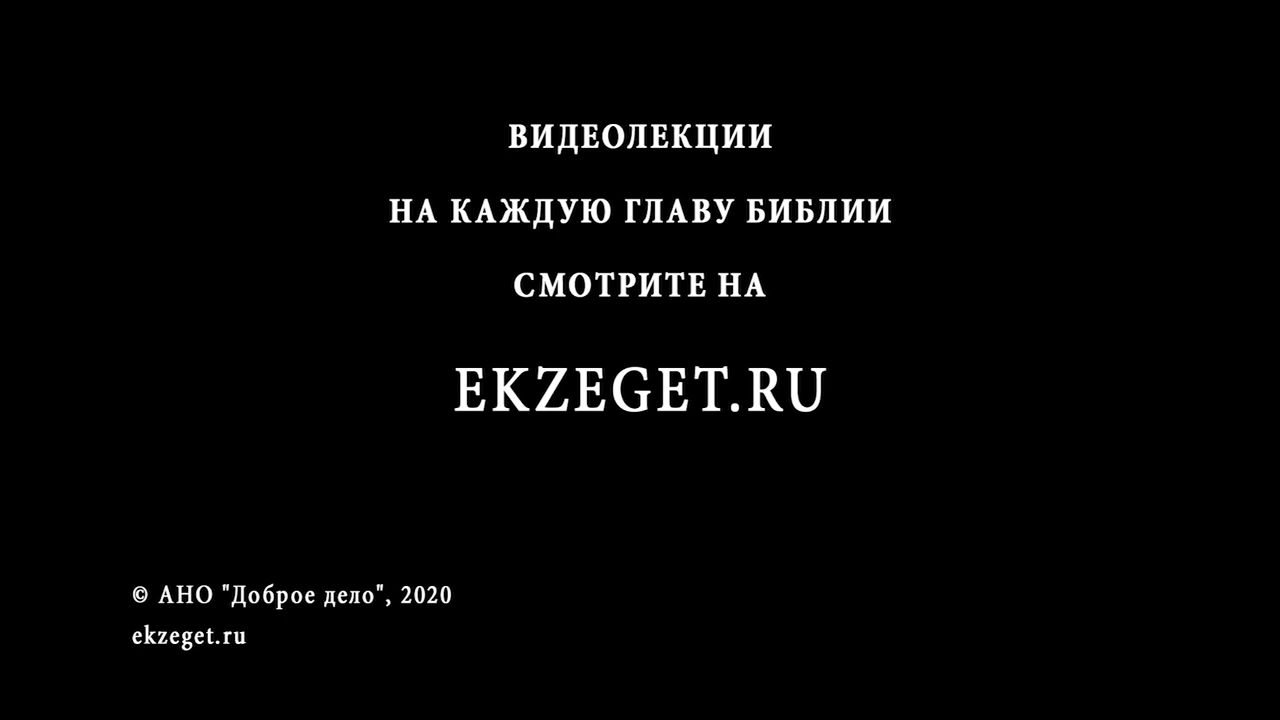 ВИДЕОЛЕКЦИИ
НА КАЖДУЮ ГЛАВУ БИБЛИИ
СМОТРИТЕ НА
EKZEGET.RU
© АНО "Доброе дело", 2020
ekzeget.ru